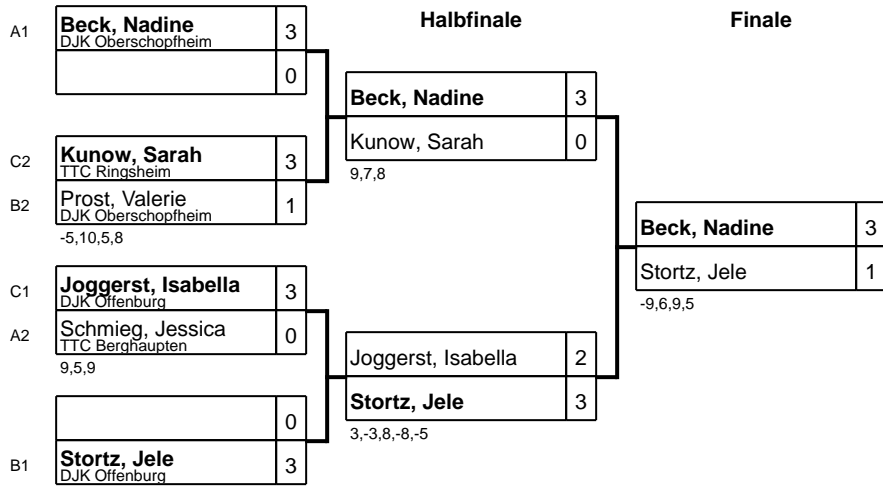 Halbfinale
Finale
A1
Beck, Nadine
3
DJK Oberschopfheim
0
C2
Kunow, Sarah
3
TTC Ringsheim
B2
Prost, Valerie
1
DJK Oberschopfheim
-5,10,5,8
C1
Joggerst, Isabella
3
DJK Offenburg
A2
Schmieg, Jessica
0
TTC Berghaupten
9,5,9
0
B1
Stortz, Jele
3
DJK Offenburg
Beck, Nadine
3
Kunow, Sarah
0
9,7,8
Joggerst, Isabella
2
Stortz, Jele
3
3,-3,8,-8,-5
Beck, Nadine
3
Stortz, Jele
1
-9,6,9,5